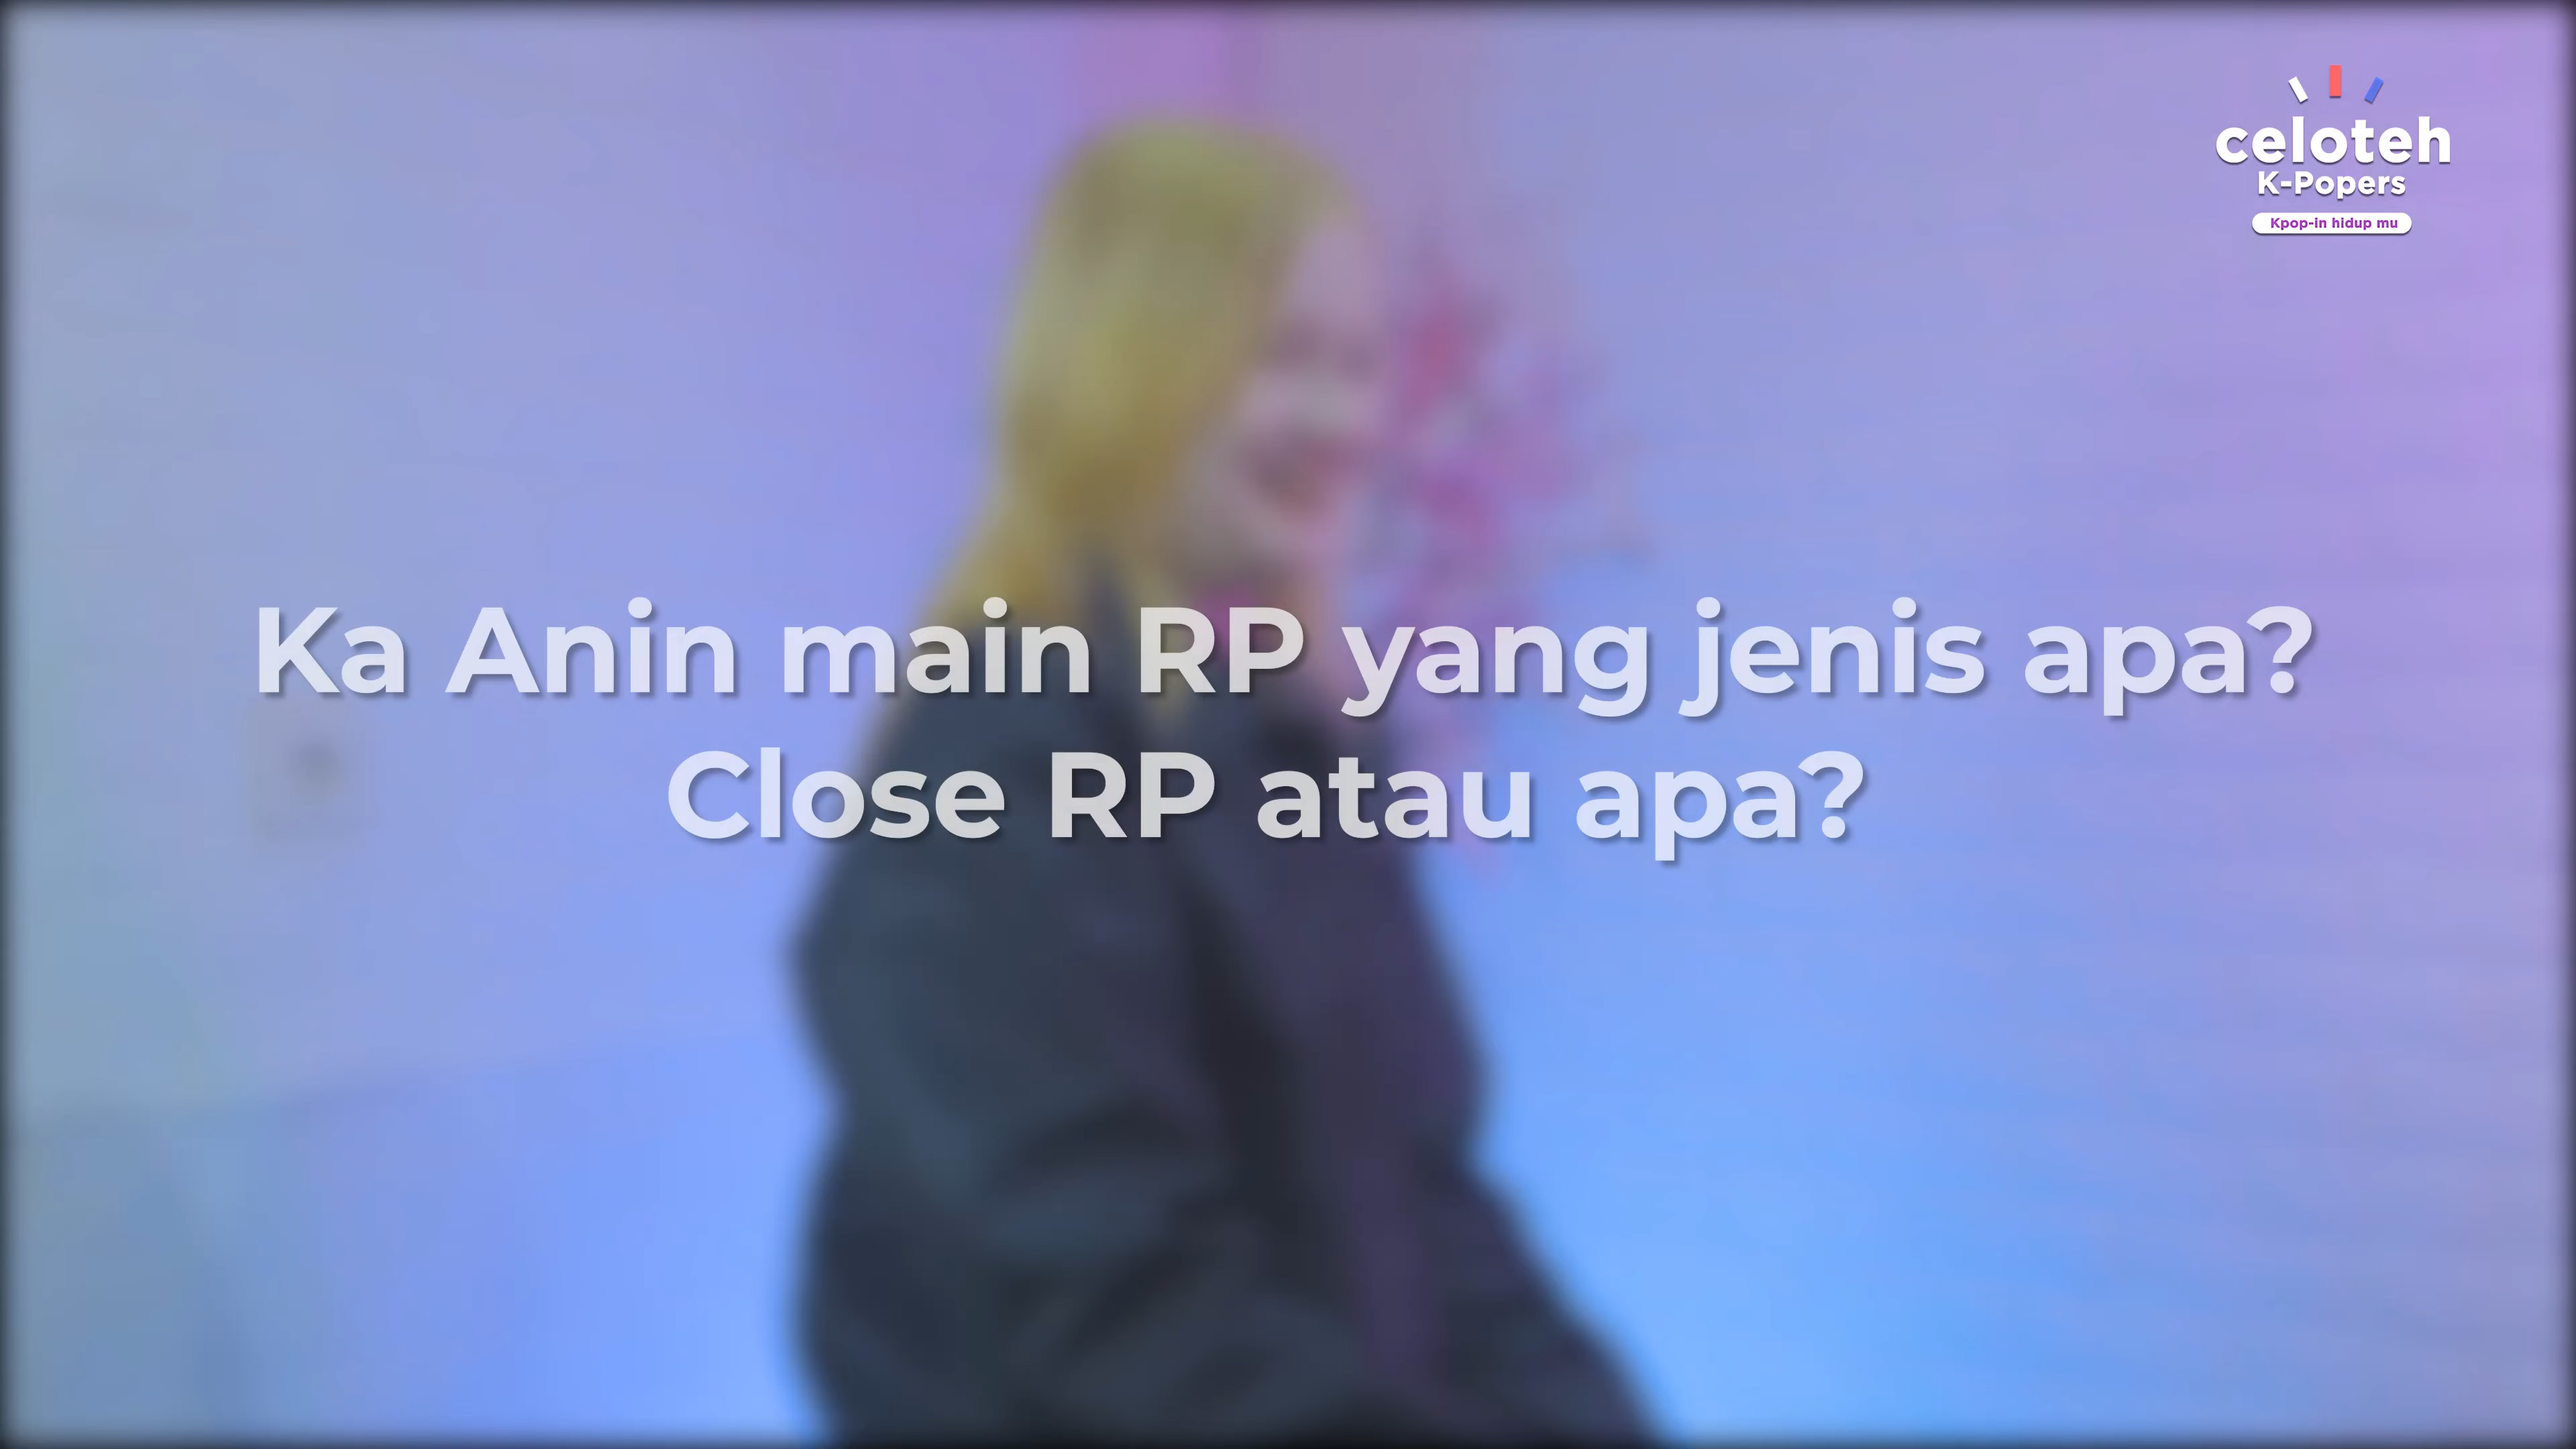 celoteh
K-Popers
Kpop-in hidup mu
Ka Anin main RP yang jenis apa?
Close RP atau apa?